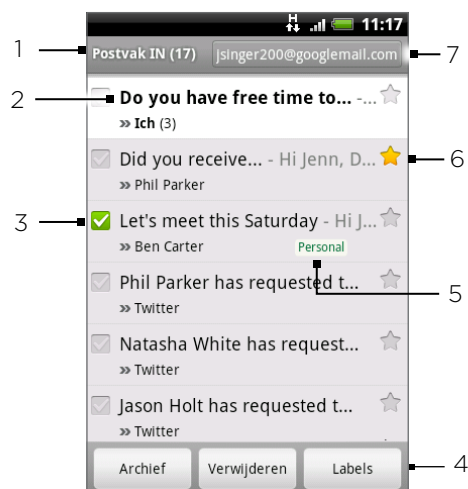 H 11:17
1 Postvak IN (17) jsinger200@googlemail.com 7
2 Do you have free time to... -...
» Ich (3)
Did you receive... - Hi Jenn, D... 6
» Phil Parker
3 Let's meet this Saturday - Hi J...
» Ben Carter Personal
5
Phil Parker has requested t...
» Twitter
Natasha White has request...
» Twitter
Jason Holt has requested t...
» Twitter
Archief Verwijderen Labels 4